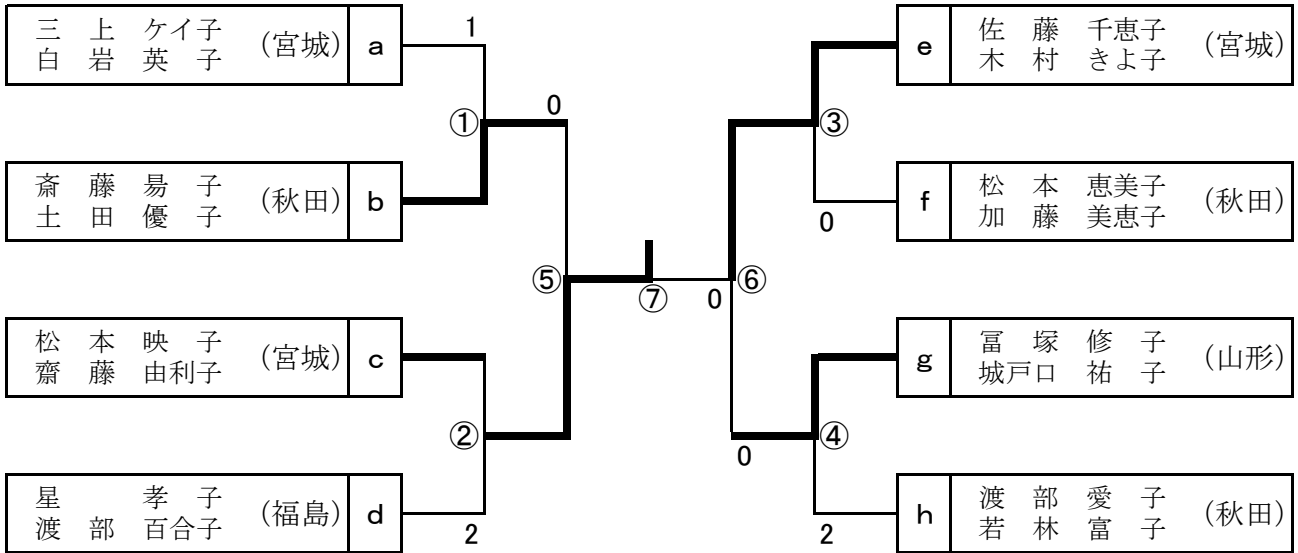 三 上 ケイ子
白 岩 英 子
(宮城)
a
1
①
0
斎 藤 昜 子
土 田 優 子
(秋田)
b
⑤
松 本 映 子
齋 藤 由利子
(宮城)
c
②
星 孝 子
渡 部 百合子
(福島)
d
2
⑦
0
⑥
e
佐 藤 千恵子
木 村 きよ子
(宮城)
③
0
f
松 本 恵美子
加 藤 美恵子
(秋田)
g
冨 塚 修 子
城戸口 祐 子
(山形)
④
0
2
h
渡 部 愛 子
若 林 富 子
(秋田)